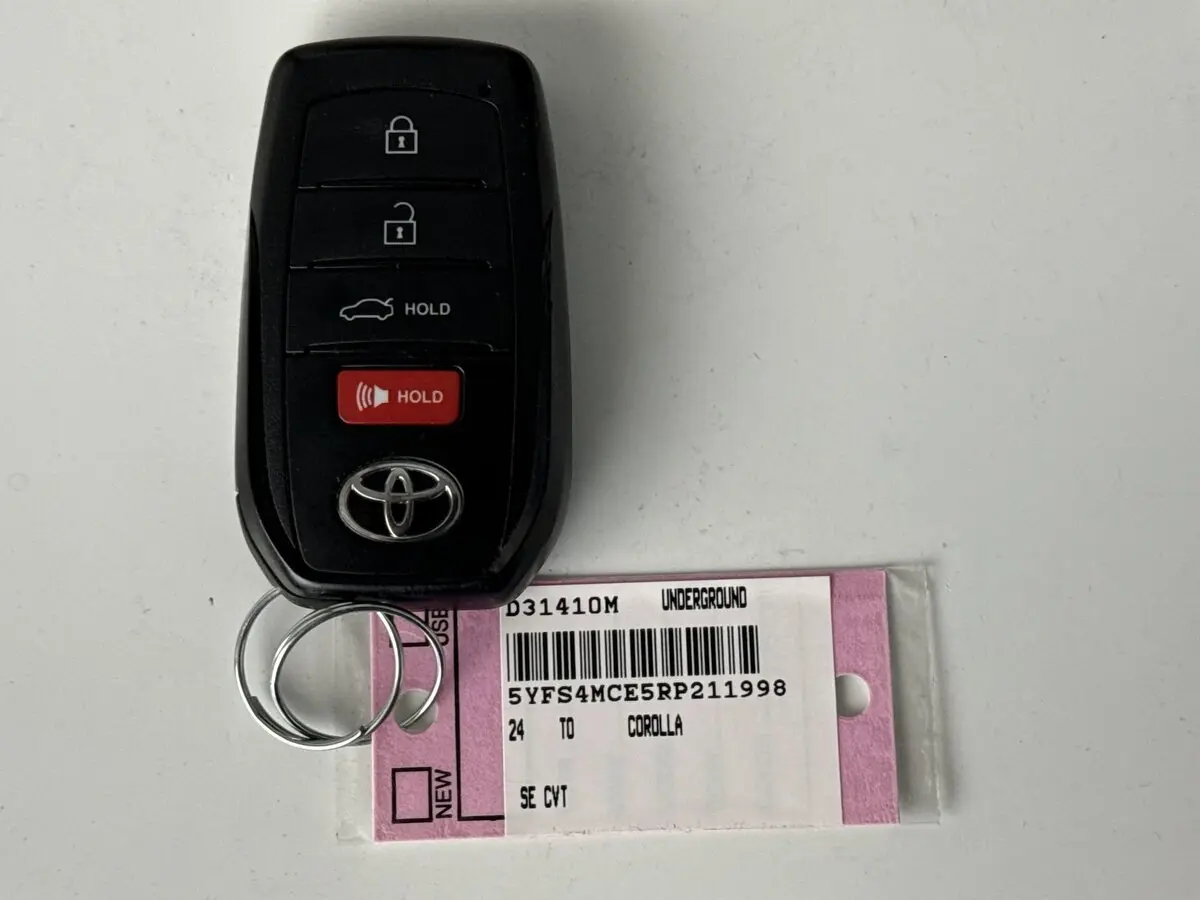 HOLD
HOLD
USE
D31410M UNDERGROUND
5YFS4MCE5RP211998
24 TO COROLLA
NEW
SE CVT